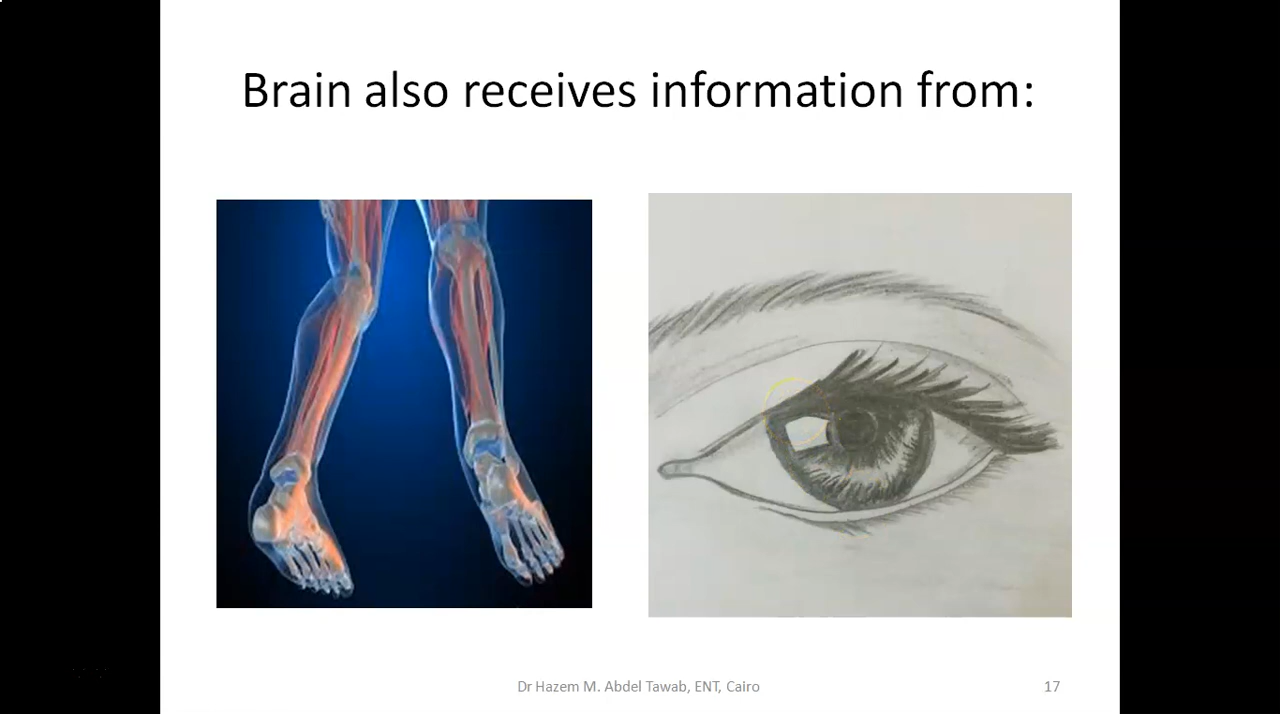 Brain also receives information from:
Dr Hazem M. Abdel Tawab, ENT, Cairo
17